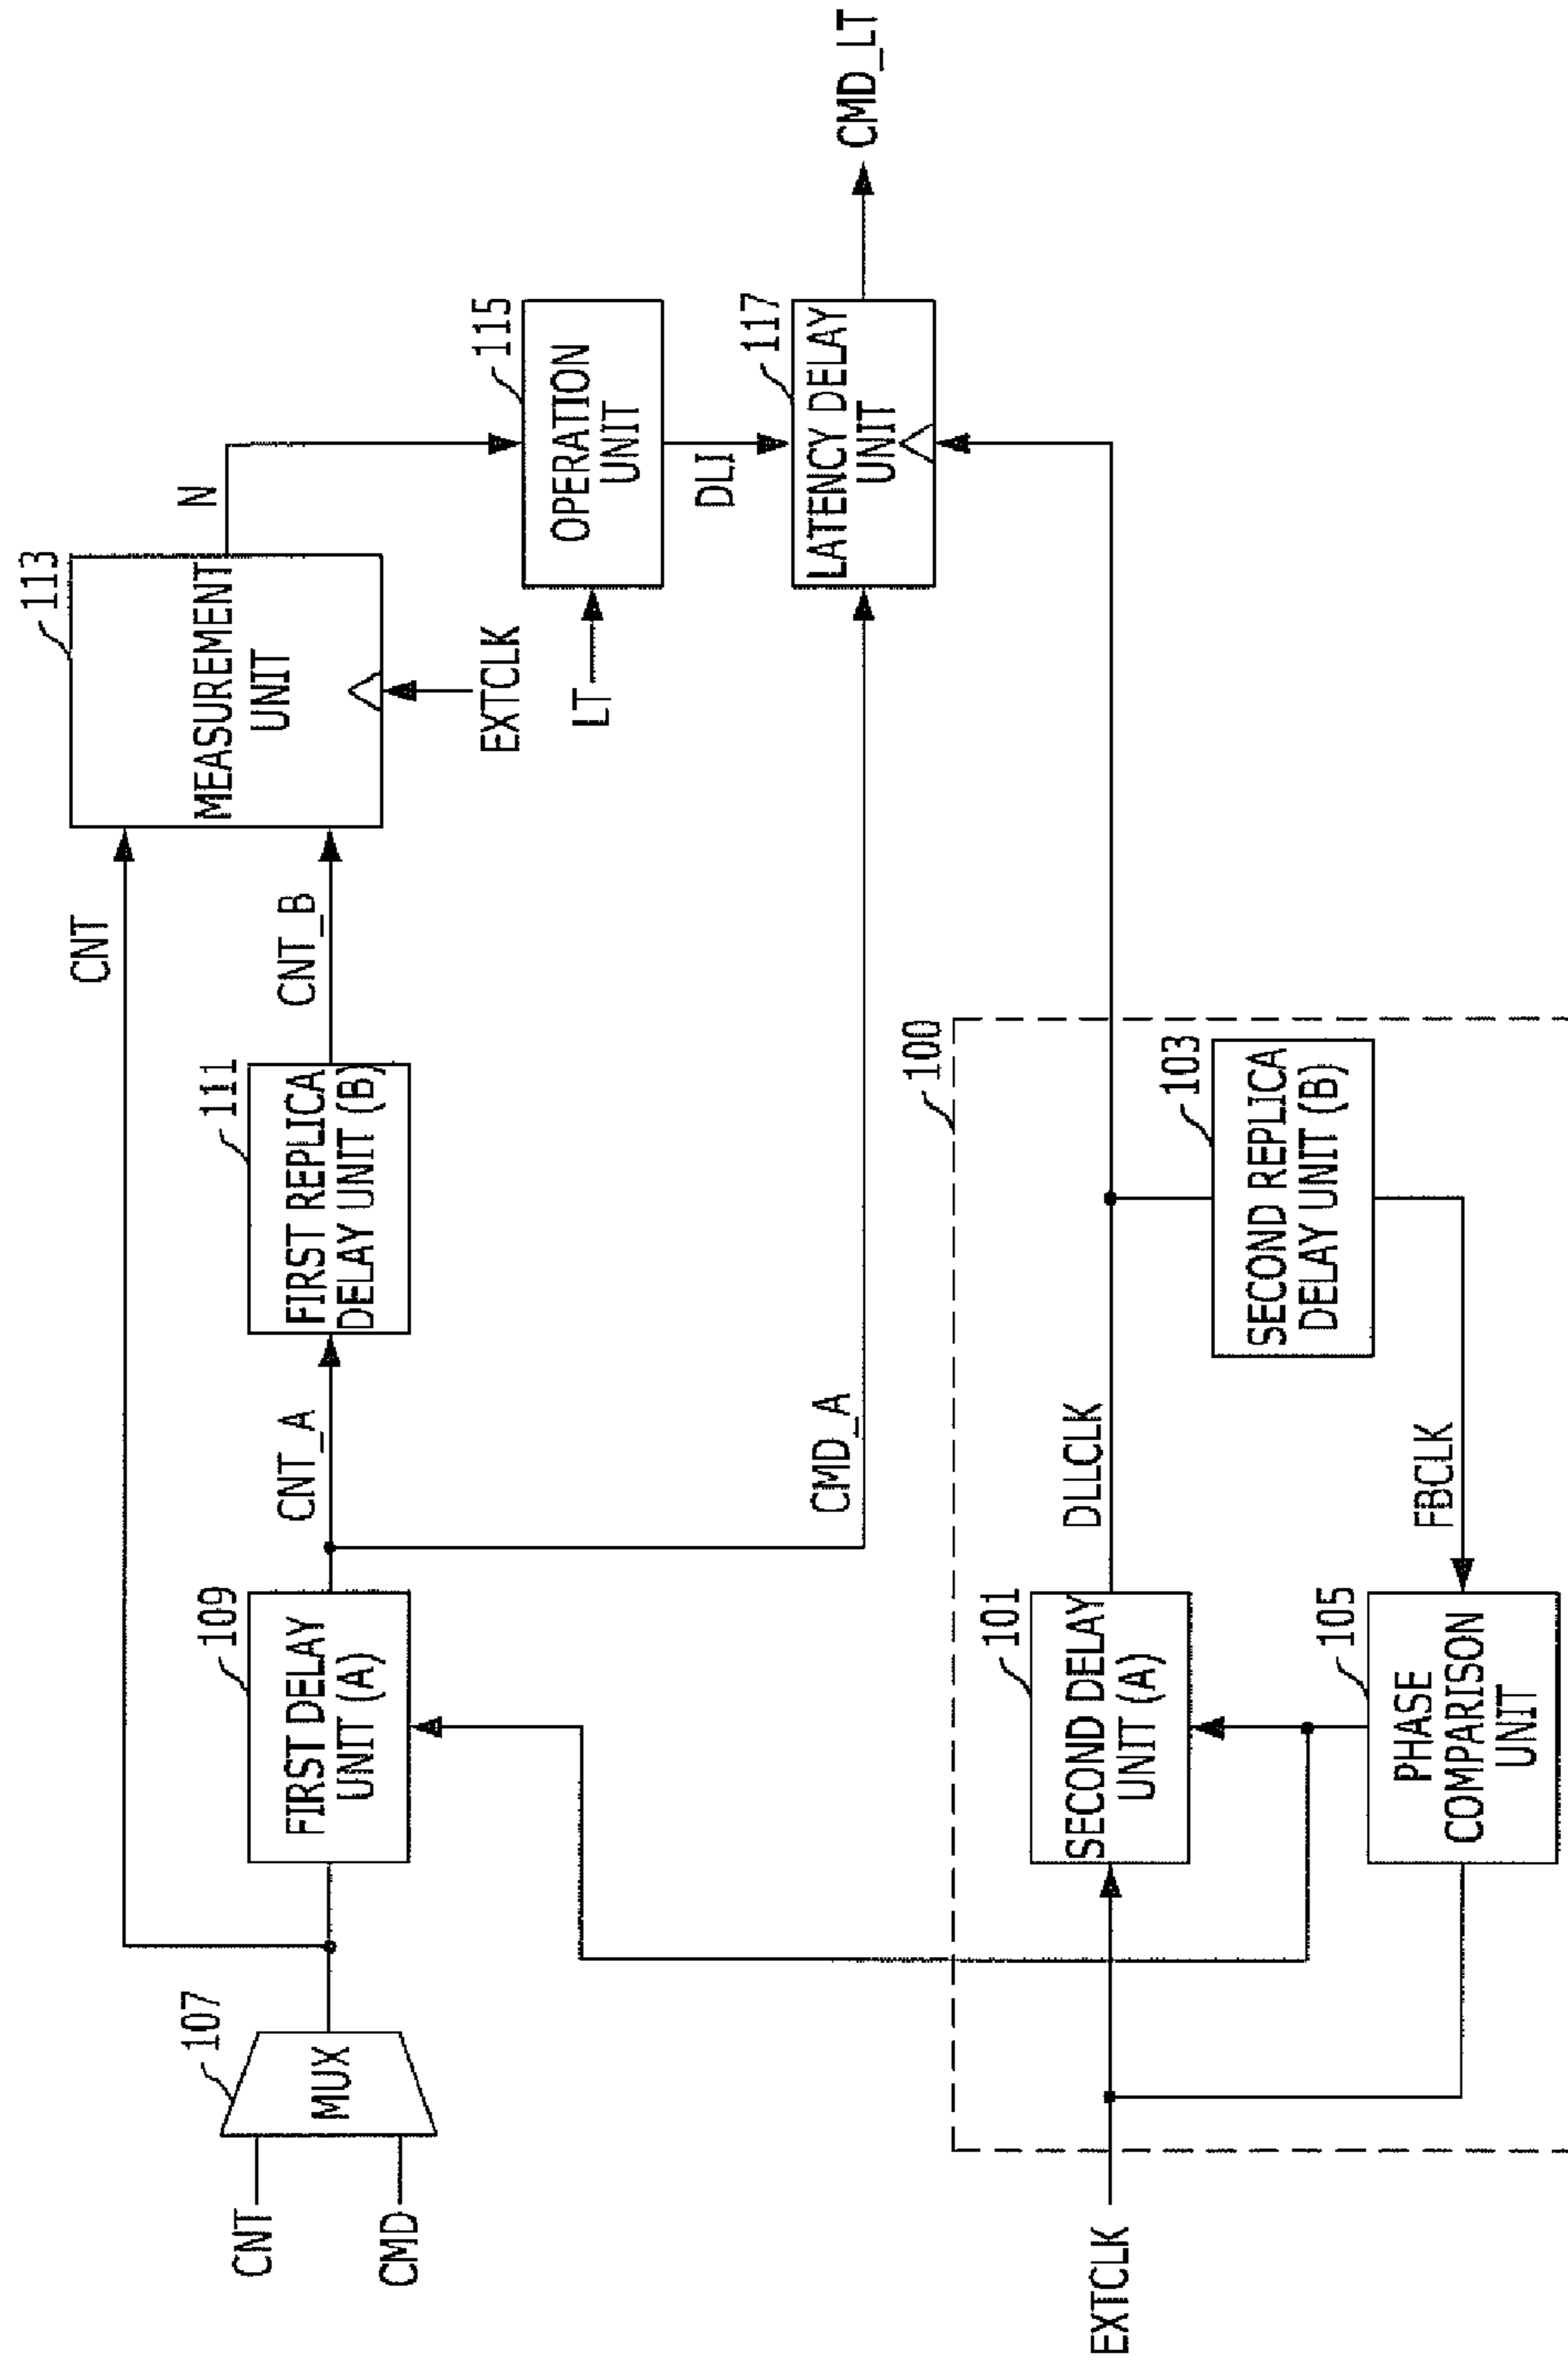 CNT
CMD
107
MUX
109
FIRST DELAY
UNIT (A)
CNT_A
111
FIRST REPLICA
DELAY UNIT (B)
CNT_B
CNT
113
MEASUREMENT
UNIT
EXTCLK
N
115
OPERATION
UNIT
LT
DLI
117
LATENCY DELAY
UNIT
CMD_A
CMD_LT
100
EXTCLK
101
SECOND DELAY
UNIT (A)
DLLCLK
103
SECOND REPLICA
DELAY UNIT (B)
FBCLK
105
PHASE
COMPARISON
UNIT